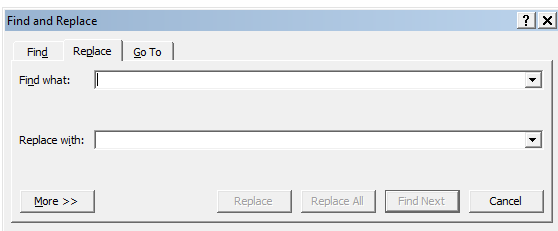 Find and Replace ? X
Find Replace Go To
Find what:
Replace with:
More >> Replace Replace All Find Next Cancel